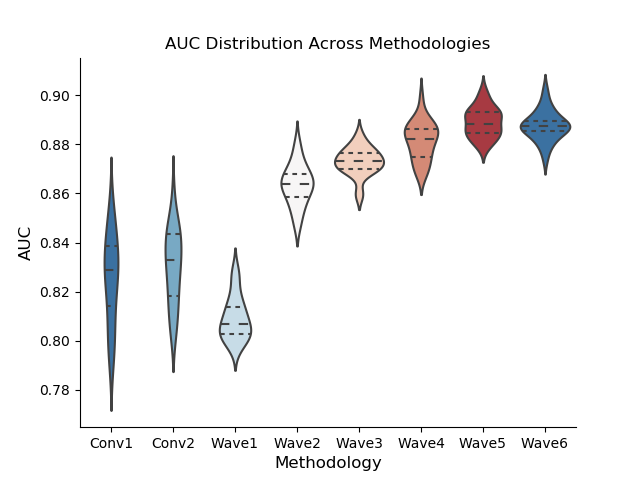 AUC Distribution Across Methodologies
AUC
0.90
0.88
0.86
0.84
0.82
0.80
0.78
Conv1 Conv2 Wave1 Wave2 Wave3 Wave4 Wave5 Wave6
Methodology